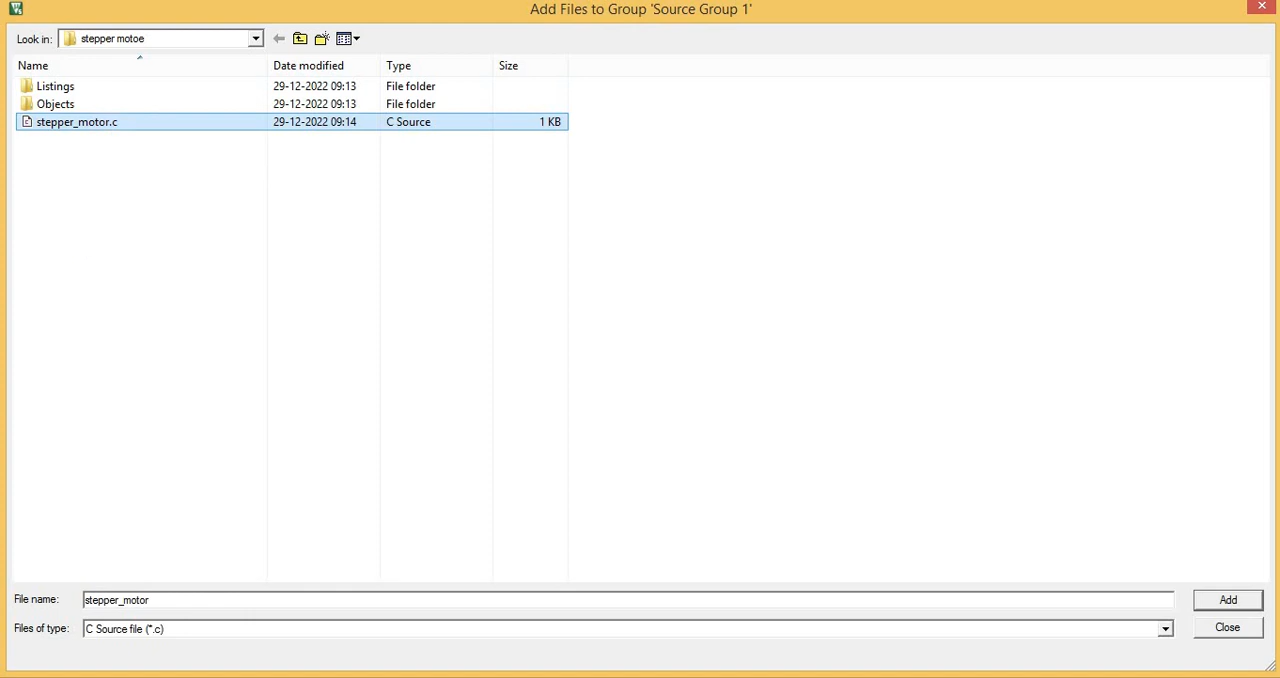 Add Files to Group 'Source Group 1'
Look in: stepper motoe
Name Date modified Type Size
Listings 29-12-2022 09:13 File folder
Objects 29-12-2022 09:13 File folder
stepper_motor.c 29-12-2022 09:14 C Source 1 KB
File name: stepper_motor Add
Files of type: C Source file (*.c) Close